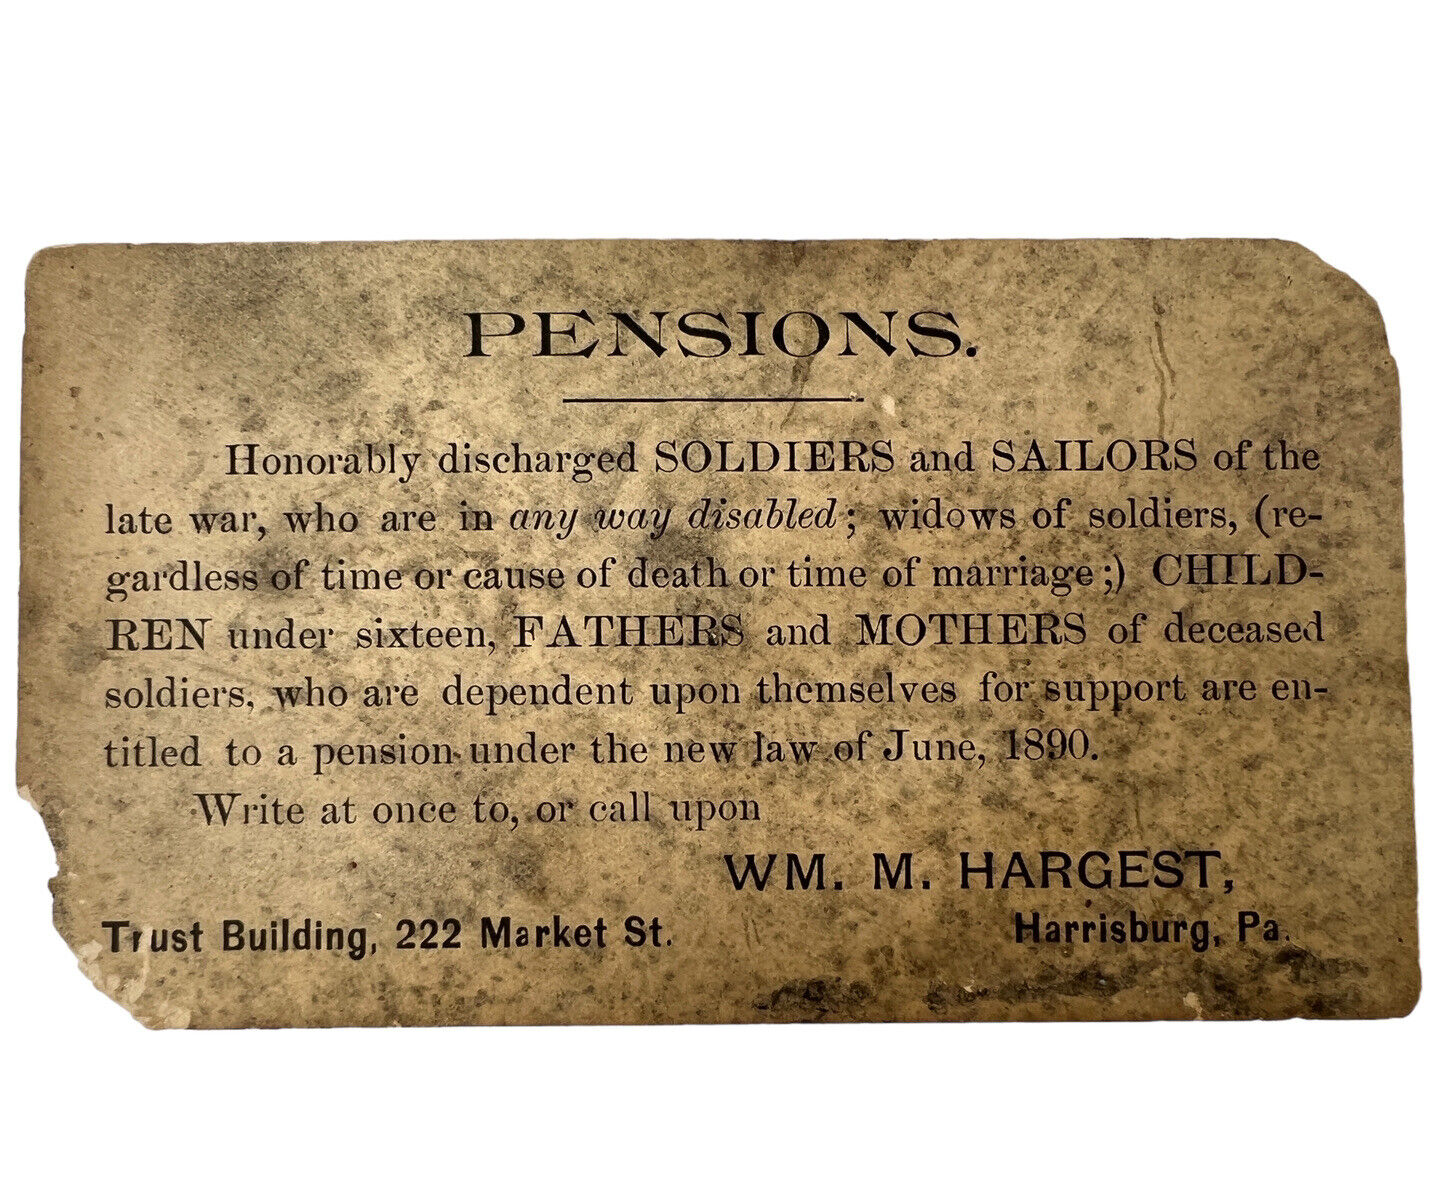 PENSIONS.
Honorably discharged SOLDIERS and SAILORS of the
late war, who are in any way disabled; widows of soldiers, (re-
gardless of time or cause of death or time of marriage;) CHILD-
REN under sixteen, FATHERS and MOTHERS of deceased
soldiers, who are dependent upon themselves for support are en-
titled to a pension under the new law of June, 1890.
Write at once to, or call upon
WM. M. HARGEST,
Trust Building, 222 Market St. Harrisburg, Pa.